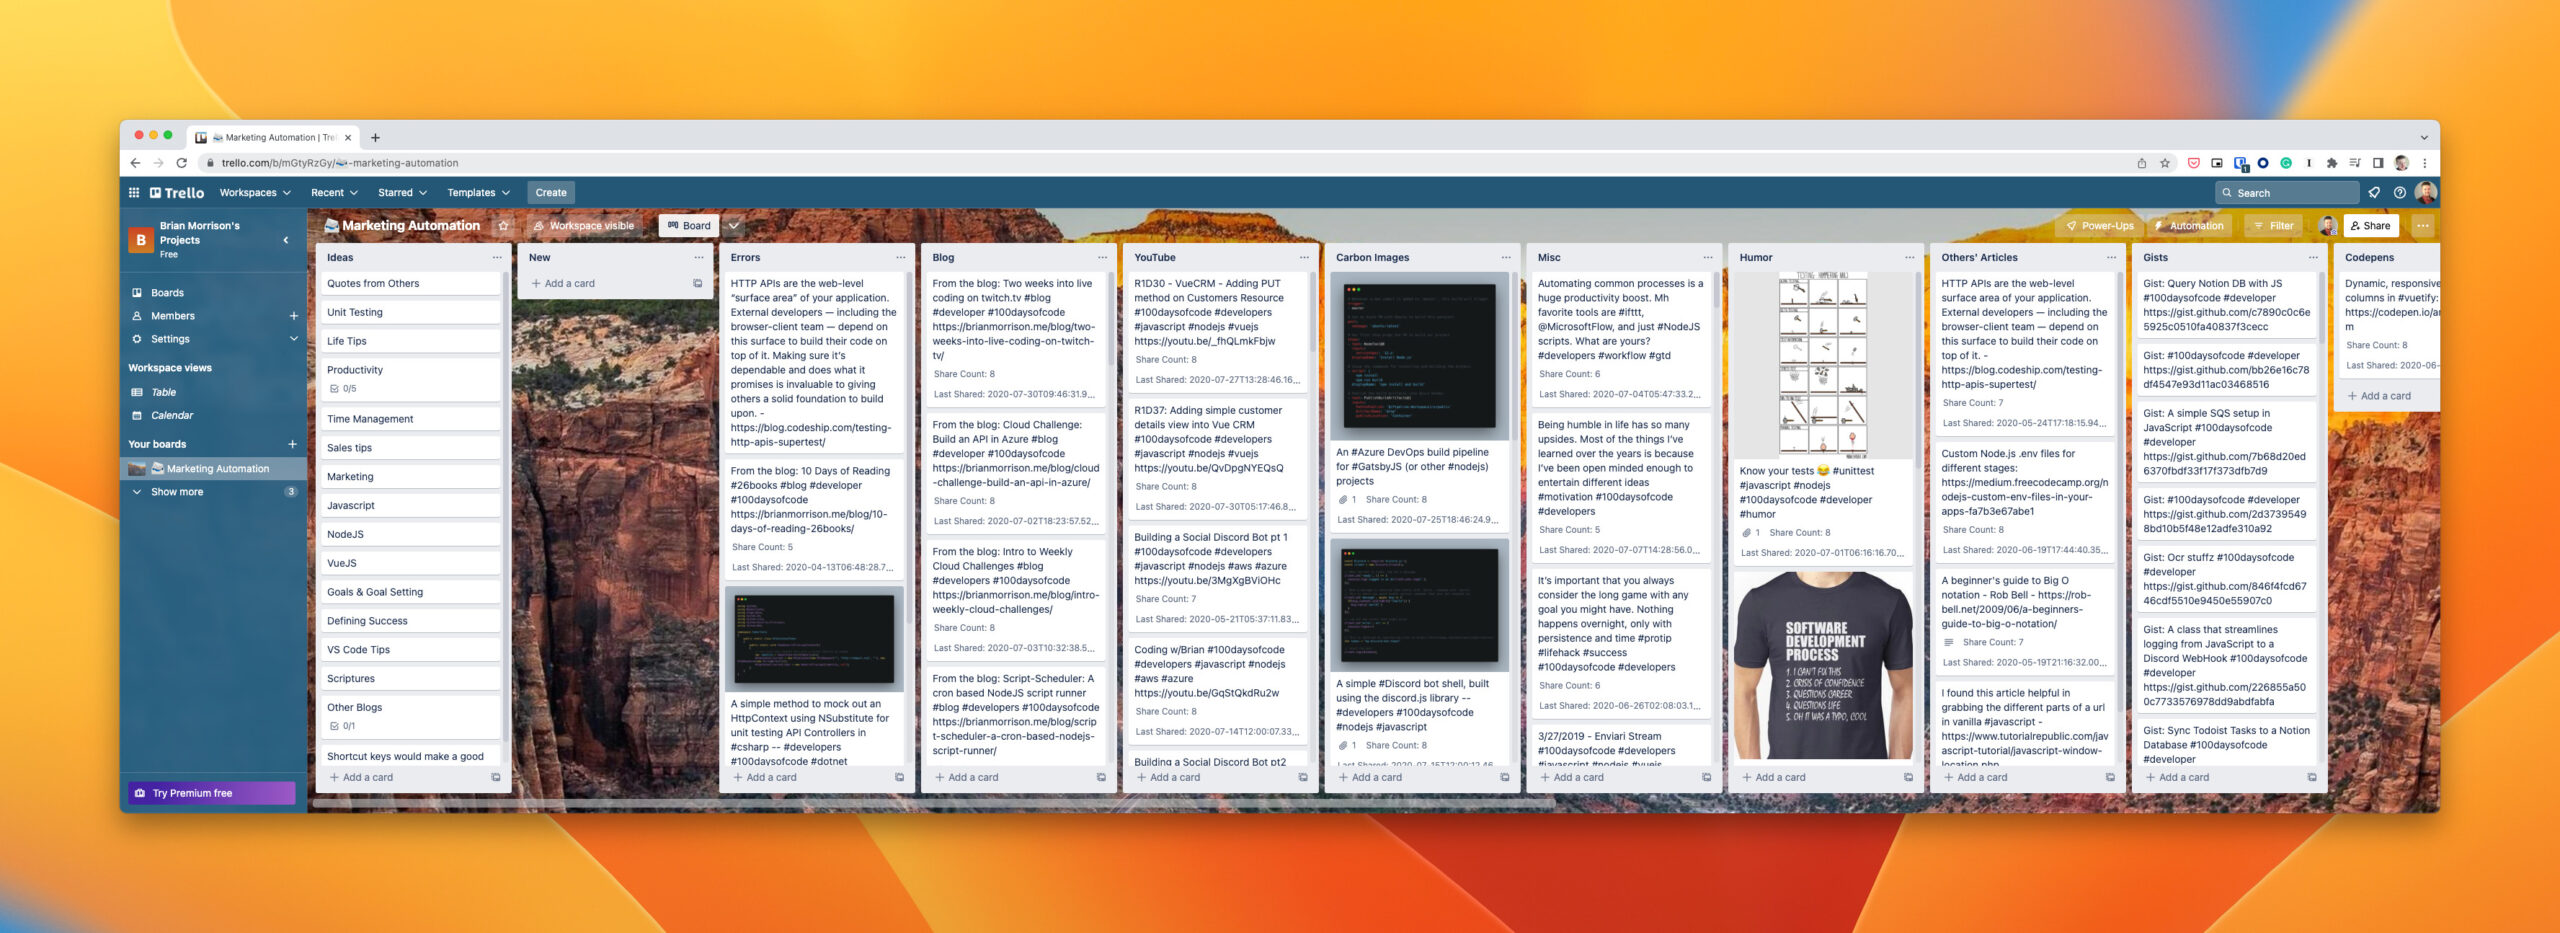 Marketing Automation | Tre
trello.com/b/mGtyRzGy/ -marketing-automation
Trello
Workspaces
Recent
Starred
Templates
Create
Search
Brian Morrison's
Projects
Free
B
Boards
Members
Settings
Workspace views
Table
Calendar
Your boards
Marketing Automation
Show more
3
Try Premium free
Marketing Automation
Workspace visible
Board
Power-Ups
Automation
Filter
Share
Ideas
Quotes from Others
Unit Testing
Life Tips
Productivity
0/5
Time Management
Sales tips
Marketing
Javascript
NodeJS
VueJS
Goals & Goal Setting
Defining Success
VS Code Tips
Scriptures
Other Blogs
0/1
Shortcut keys would make a good
+ Add a card
New
+ Add a card
Errors
HTTP APIs are the web-level
“surface area” of your application.
External developers — including the
browser-client team — depend on
this surface to build their code on
top of it. Making sure it's
dependable and does what it
promises is invaluable to giving
others a solid foundation to build
upon. -
https://blog.codeship.com/testing-
http-apis-supertest/
From the blog: 10 Days of Reading
#26books #blog #developer
#100daysofcode
https://brianmorrison.me/blog/10-
days-of-reading-26books/
Share Count: 5
Last Shared: 2020-04-13T06:48:28.7...
A simple method to mock out an
HttpContext using NSubstitute for
unit testing API Controllers in
#csharp -- #developers
#100daysofcode #dotnet
+ Add a card
Blog
From the blog: Two weeks into live
coding on twitch.tv #blog
#developer #100daysofcode
https://brianmorrison.me/blog/two-
weeks-into-live-coding-on-twitch-
tv/
Share Count: 8
Last Shared: 2020-07-30T09:46:31.9...
From the blog: Cloud Challenge:
Build an API in Azure #blog
#developer #100daysofcode
https://brianmorrison.me/blog/cloud
-challenge-build-an-api-in-azure/
Share Count: 8
Last Shared: 2020-07-02T18:23:57.52...
From the blog: Intro to Weekly
Cloud Challenges #blog
#developers #100daysofcode
https://brianmorrison.me/blog/intro-
weekly-cloud-challenges/
Share Count: 8
Last Shared: 2020-07-03T10:32:38.5...
From the blog: Script-Scheduler: A
cron based NodeJS script runner
#blog #developers #100daysofcode
https://brianmorrison.me/blog/scrip
t-scheduler-a-cron-based-nodejs-
script-runner/
+ Add a card
YouTube
R1D30 - VueCRM - Adding PUT
method on Customers Resource
#100daysofcode #developers
#javascript #nodejs #vuejs
https://youtu.be/_fhQLmkFbjw
Share Count: 8
Last Shared: 2020-07-27T13:28:46.16...
R1D37: Adding simple customer
details view into Vue CRM
#100daysofcode #developers
#javascript #nodejs #vuejs
https://youtu.be/QvDpgNYEQsQ
Share Count: 8
Last Shared: 2020-07-30T05:17:46.8...
Building a Social Discord Bot pt 1
#100daysofcode #developers
#javascript #nodejs #aws #azure
https://youtu.be/3MgXgBViOHc
Share Count: 7
Last Shared: 2020-05-21T05:37:11.83...
Coding w/Brian #100daysofcode
#developers #javascript #nodejs
#aws #azure
https://youtu.be/GqStQkdRu2w
Share Count: 8
Last Shared: 2020-07-14T12:00:07.33...
Building a Social Discord Bot pt2
+ Add a card
Carbon Images
An #Azure DevOps build pipeline
for #GatsbyJS (or other #nodejs)
projects
1 Share Count: 8
Last Shared: 2020-07-25T18:46:24.9...
A simple #Discord bot shell, built
using the discord.js library --
#developers #100daysofcode
#nodejs #javascript
1 Share Count: 8
Last Shared: 2020-07-15T12:00:12.46
+ Add a card
Misc
Automating common processes is a
huge productivity boost. Mh
favorite tools are #ifttt,
@MicrosoftFlow, and just #NodeJS
scripts. What are yours?
#developers #workflow #gtd
Share Count: 6
Last Shared: 2020-07-04T05:47:33.2...
Being humble in life has so many
upsides. Most of the things I've
learned over the years is because
I've been open minded enough to
entertain different ideas
#motivation #100daysofcode
#developers
Share Count: 5
Last Shared: 2020-07-07T14:28:56.0...
It's important that you always
consider the long game with any
goal you might have. Nothing
happens overnight, only with
persistence and time #protip
#lifehack #success
#100daysofcode #developers
Share Count: 6
Last Shared: 2020-06-26T02:08:03.1...
3/27/2019 - Enviari Stream
#100daysofcode #developers
#javascript #nodejs #vuejs
+ Add a card
Humor
Know your tests 😂 #unittest
#javascript #nodejs
#100daysofcode #developer
#humor
1 Share Count: 8
Last Shared: 2020-07-01T06:16:16.70...
SOFTWARE
DEVELOPMENT
PROCESS
1. I CAN'T FIX THIS
2. CRISIS OF CONFIDENCE
3. QUESTIONS CAREER
4. QUESTIONS LIFE
5. OH IT WAS A TYPO, COOL
+ Add a card
Others' Articles
HTTP APIs are the web-level
surface area of your application.
External developers — including the
browser-client team — depend on
this surface to build their code on
top of it. -
https://blog.codeship.com/testing-
http-apis-supertest/
Share Count: 7
Last Shared: 2020-05-24T17:18:15.94...
Custom Node.js .env files for
different stages:
https://medium.freecodecamp.org/n
odejs-custom-env-files-in-your-
apps-fa7b3e67abe1
Share Count: 8
Last Shared: 2020-06-19T17:44:40.35...
A beginner's guide to Big O
notation - Rob Bell - https://rob-
bell.net/2009/06/a-beginners-
guide-to-big-o-notation/
Share Count: 7
Last Shared: 2020-05-19T21:16:32.00...
I found this article helpful in
grabbing the different parts of a url
in vanilla #javascript -
https://www.tutorialrepublic.com/jav
ascript-tutorial/javascript-window-
location.php
+ Add a card
Gists
Gist: Query Notion DB with JS
#100daysofcode #developer
https://gist.github.com/c7890c0c6e
5925c0510fa40837f3cecc
Gist: #100daysofcode #developer
https://gist.github.com/bb26e16c78
df4547e93d11ac03468516
Gist: A simple SQS setup in
JavaScript #100daysofcode
#developer
https://gist.github.com/7b68d20ed
6370fbdf33f17f373dfb7d9
Gist: #100daysofcode #developer
https://gist.github.com/2d3739549
8bd10b5f48e12adfe310a92
Gist: Ocr stuffz #100daysofcode
#developer
https://gist.github.com/846f4fcd67
46cdf5510e9450e55907c0
Gist: A class that streamlines
logging from JavaScript to a
Discord WebHook #100daysofcode
#developer
https://gist.github.com/226855a50
0c7733576978dd9abdfabfa
Gist: Sync Todoist Tasks to a Notion
Database #100daysofcode
#developer
+ Add a card
Codepens
Dynamic, responsive
columns in #vuetify:
https://codepen.io/an
m
Share Count: 8
Last Shared: 2020-06-
+ Add a card